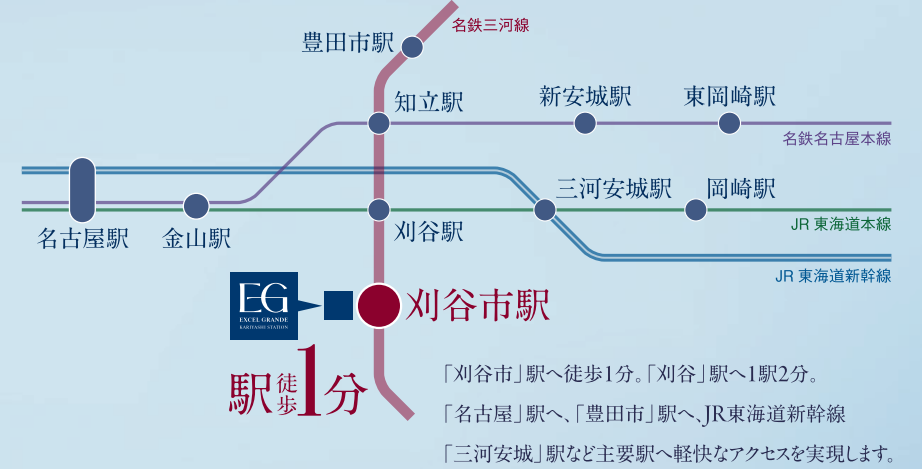 名鉄三河線
豊田市駅
知立駅
新安城駅
東岡崎駅
名鉄名古屋本線
三河安城駅
岡崎駅
名古屋駅
金山駅
刈谷駅
JR 東海道本線
JR 東海道新幹線
EG
EXCEL GRANDE
KARIYASHI STATION
刈谷市駅
駅徒歩1分
「刈谷市」駅へ徒歩1分。「刈谷」駅へ1駅2分。
「名古屋」駅へ、「豊田市」駅へ、JR東海道新幹線
「三河安城」駅など主要駅へ軽快なアクセスを実現します。